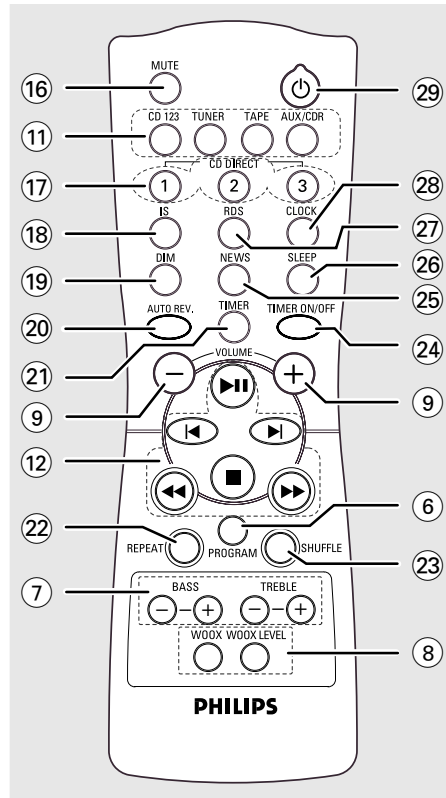 MUTE
16
29
CD 123 TUNER TAPE AUX/CDR
11
CD DIRECT
17 1 2 3 28
IS RDS CLOCK
18 27
DIM NEWS SLEEP 26
19 25
AUTO REV. TIMER TIMER ON/OFF
20 24
21
VOLUME
9 − + 9
12
22 6
REPEAT PROGRAM SHUFFLE
23
7 BASS TREBLE
− + − +
WOOX WOOX LEVEL
8
PHILIPS